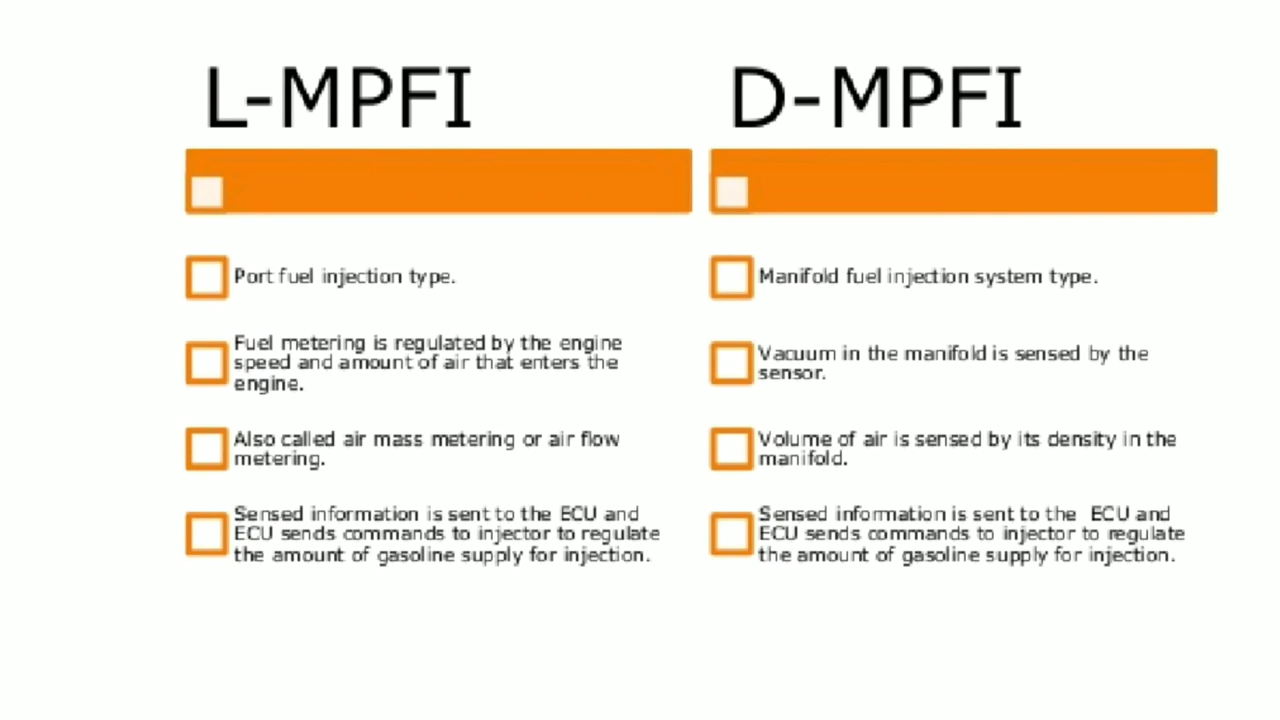 L-MPFI
Port fuel injection type.
Fuel metering is regulated by the engine
speed and amount of air that enters the
engine.
Also called air mass metering or air flow
metering.
Sensed information is sent to the ECU and
ECU sends commands to injector to regulate
the amount of gasoline supply for injection.
D-MPFI
Manifold fuel injection system type.
Vacuum in the manifold is sensed by the
sensor.
Volume of air is sensed by its density in the
manifold.
Sensed information is sent to the ECU and
ECU sends commands to injector to regulate
the amount of gasoline supply for injection.